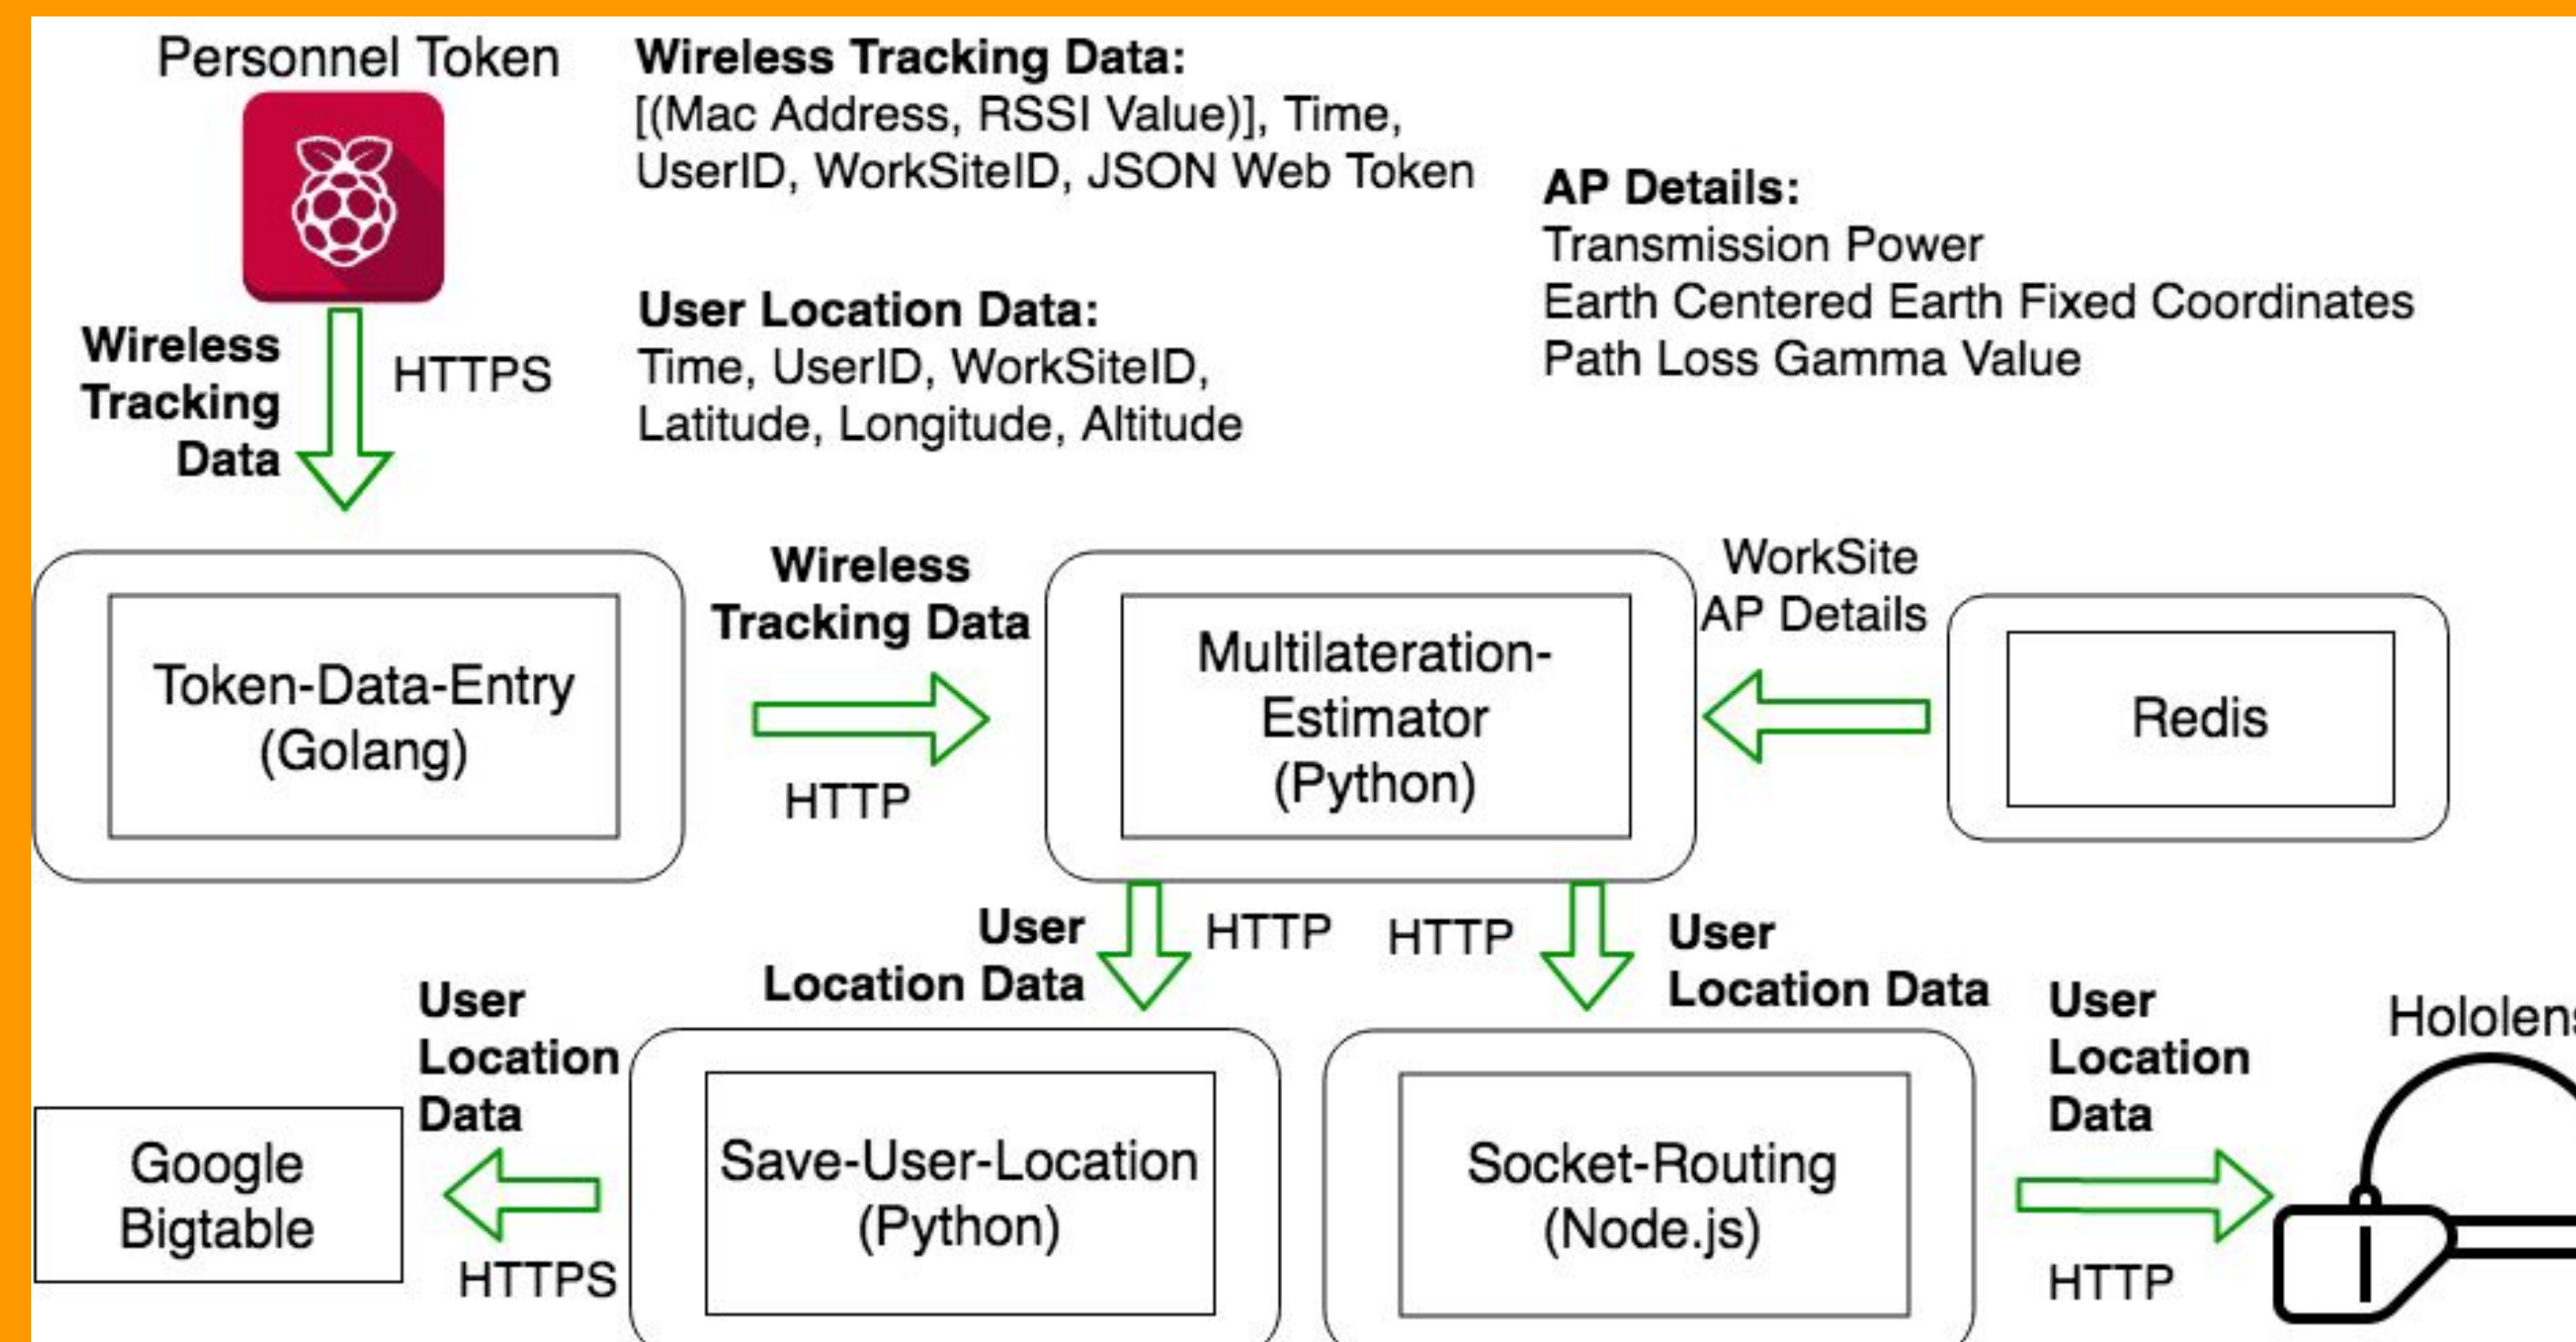 Personnel Token
Wireless Tracking Data:
[(Mac Address, RSSI Value)], Time,
UserID, WorkSiteID, JSON Web Token
AP Details:
Transmission Power
Earth Centered Earth Fixed Coordinates
Path Loss Gamma Value
User Location Data:
Time, UserID, WorkSiteID,
Latitude, Longitude, Altitude
Wireless
Tracking
Data
HTTPS
Token-Data-Entry
(Golang)
Wireless
Tracking Data
HTTP
Multilateration-
Estimator
(Python)
WorkSite
AP Details
Redis
User
Location Data
HTTP
HTTP
User
Location Data
Google
Bigtable
User
Location
Data
HTTPS
Save-User-Location
(Python)
Socket-Routing
(Node.js)
User
Location
Data
HTTP
Hololens